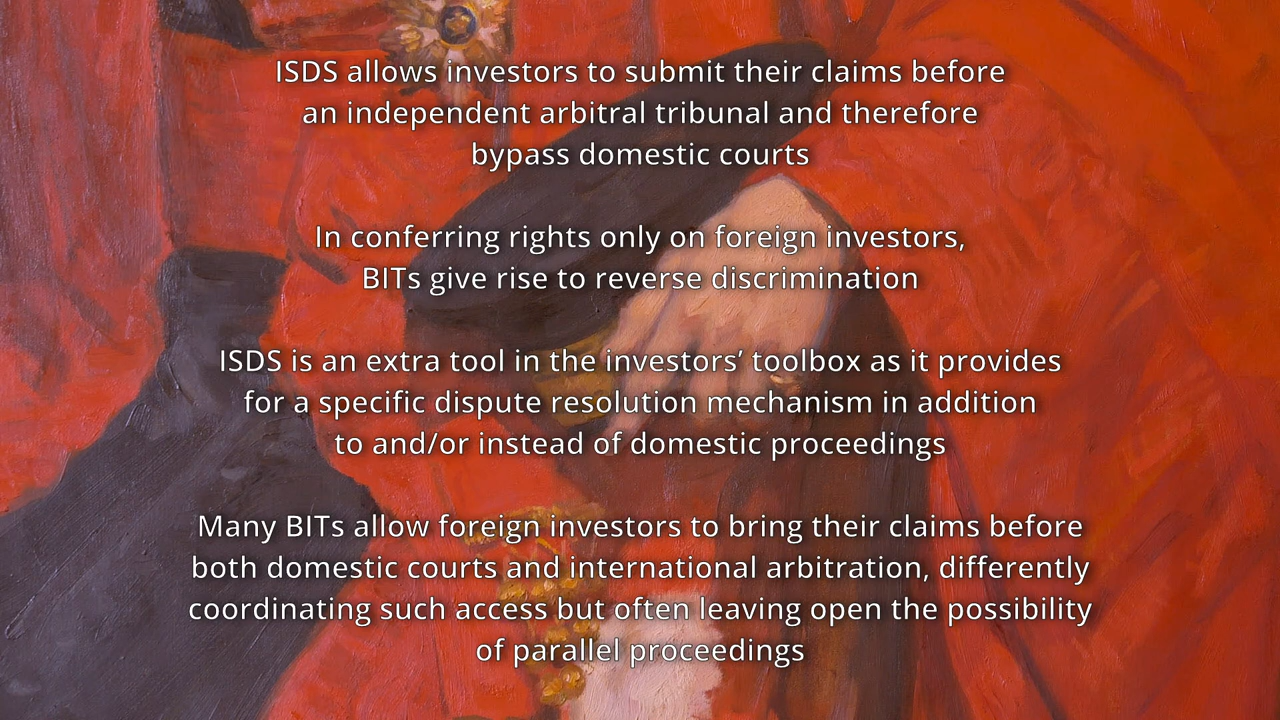 ISDS allows investors to submit their claims before
an independent arbitral tribunal and therefore
bypass domestic courts
In conferring rights only on foreign investors,
BITs give rise to reverse discrimination
ISDS is an extra tool in the investors’ toolbox as it provides
for a specific dispute resolution mechanism in addition
to and/or instead of domestic proceedings
Many BITs allow foreign investors to bring their claims before
both domestic courts and international arbitration, differently
coordinating such access but often leaving open the possibility
of parallel proceedings